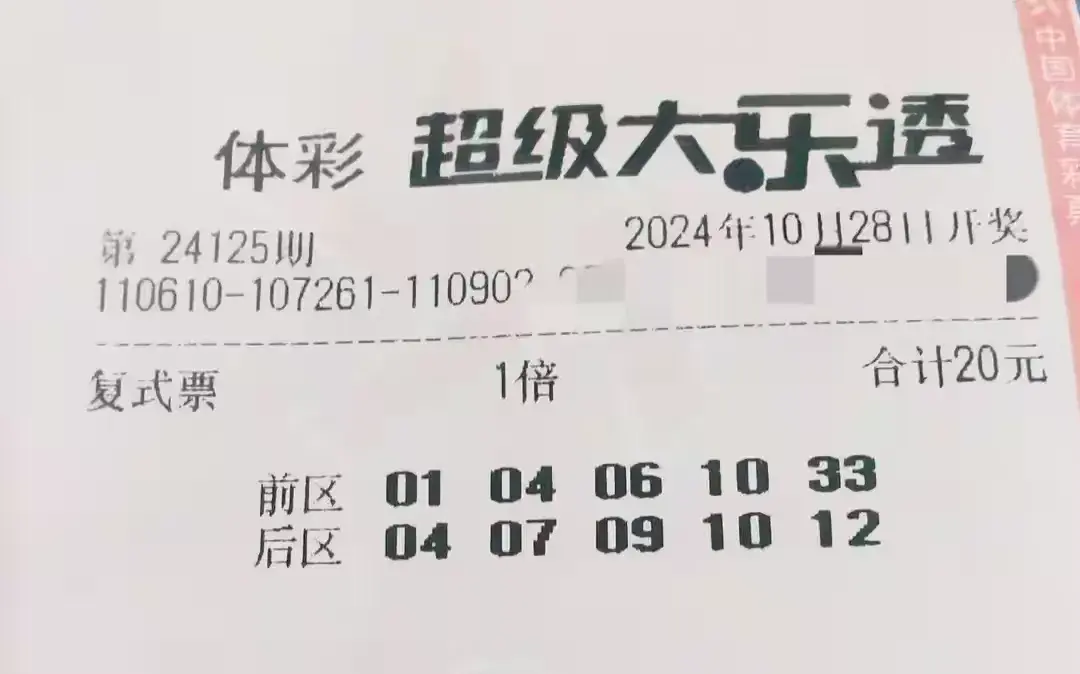 中国体育彩票
体彩 超级大乐透
第 24125期 2024年10月28日开奖
110610-107261-11090
复式票 1倍 合计20元
前区 01 04 06 10 33
后区 04 07 09 10 12